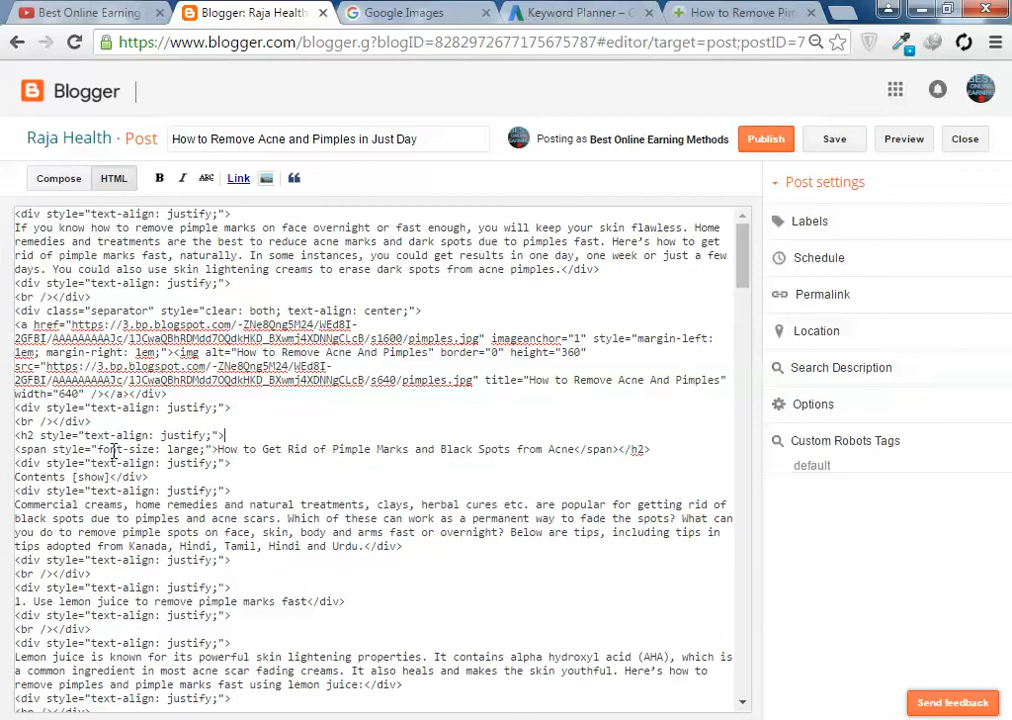 Best Online Earning
Blogger: Raja Health
Google Images
Keyword Planner –
How to Remove Pim
https://www.blogger.com/blogger.g?blogID=8282972677175675787#editor/target=post;postID=7
Blogger
Raja Health · Post
How to Remove Acne and Pimples in Just Day
Posting as Best Online Earning Methods
Publish
Save
Preview
Close
Compose
HTML
B
I
ABC
Link
Post settings
Labels
Schedule
Permalink
Location
Search Description
Options
Custom Robots Tags
default
<div style="text-align: justify;">
If you know how to remove pimple marks on face overnight or fast enough, you will keep your skin flawless. Home
remedies and treatments are the best to reduce acne marks and dark spots due to pimples fast. Here's how to get
rid of pimple marks fast, naturally. In some instances, you could get results in one day, one week or just a few
days. You could also use skin lightening creams to erase dark spots from acne pimples.</div>
<div style="text-align: justify;">
<br /></div>
<div class="separator" style="clear: both; text-align: center;">
<a href="https://3.bp.blogspot.com/-ZNe8Qng5M24/WEd8I-
2GFBI/AAAAAAAAAJc/1JCwaQBhRDMdd7OQdkHKD_BXwmj4XDNNgCLcB/s1600/pimples.jpg" imageanchor="1" style="margin-left:
lem; margin-right: lem;"><img alt="How to Remove Acne And Pimples" border="0" height="360"
src="https://3.bp.blogspot.com/-ZNe8Qng5M24/WEd8I-
2GFBI/AAAAAAAAAJc/1JCwaQBhRDMdd7OQdkHKD_BXwmj4XDNNgCLcB/s640/pimples.jpg" title="How to Remove Acne And Pimples"
width="640" /></a></div>
<div style="text-align: justify;">
<br /></div>
<h2 style="text-align: justify;">
<span style="font-size: large;">How to Get Rid of Pimple Marks and Black Spots from Acne</span></h2>
<div style="text-align: justify;">
Contents [show]</div>
<div style="text-align: justify;">
Commercial creams, home remedies and natural treatments, clays, herbal cures etc. are popular for getting rid of
black spots due to pimples and acne scars. Which of these can work as a permanent way to fade the spots? What can
you do to remove pimple spots on face, skin, body and arms fast or overnight? Below are tips, including tips in
tips adopted from Kanada, Hindi, Tamil, Hindi and Urdu.</div>
<div style="text-align: justify;">
<br /></div>
<div style="text-align: justify;">
1. Use lemon juice to remove pimple marks fast</div>
<div style="text-align: justify;">
<br /></div>
<div style="text-align: justify;">
Lemon juice is known for its powerful skin lightening properties. It contains alpha hydroxyl acid (AHA), which is
a common ingredient in most acne scar fading creams. It also heals and makes the skin youthful. Here's how to
remove pimples and pimple marks fast using lemon juice:</div>
<div style="text-align: justify;">
<br /></div>
Send feedback